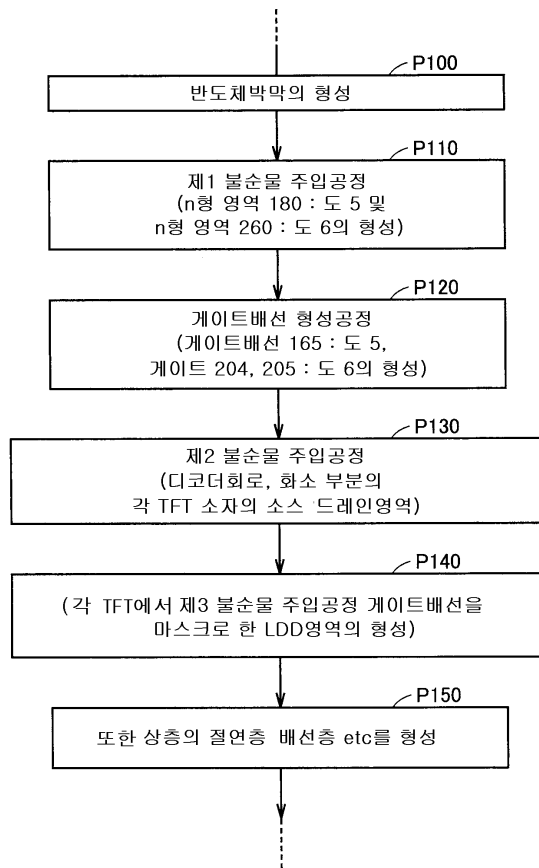 P100
반도체박막의 형성
P110
제1 불순물 주입공정
(n형 영역 180 : 도 5 및
n형 영역 260 : 도 6의 형성)
P120
게이트배선 형성공정
(게이트배선 165 : 도 5,
게이트 204, 205 : 도 6의 형성)
P130
제2 불순물 주입공정
(디코더회로, 화소 부분의
각 TFT 소자의 소스 드레인영역)
P140
(각 TFT에서 제3 불순물 주입공정 게이트배선을
마스크로 한 LDD영역의 형성)
P150
또한 상층의 절연층 배선층 etc를 형성